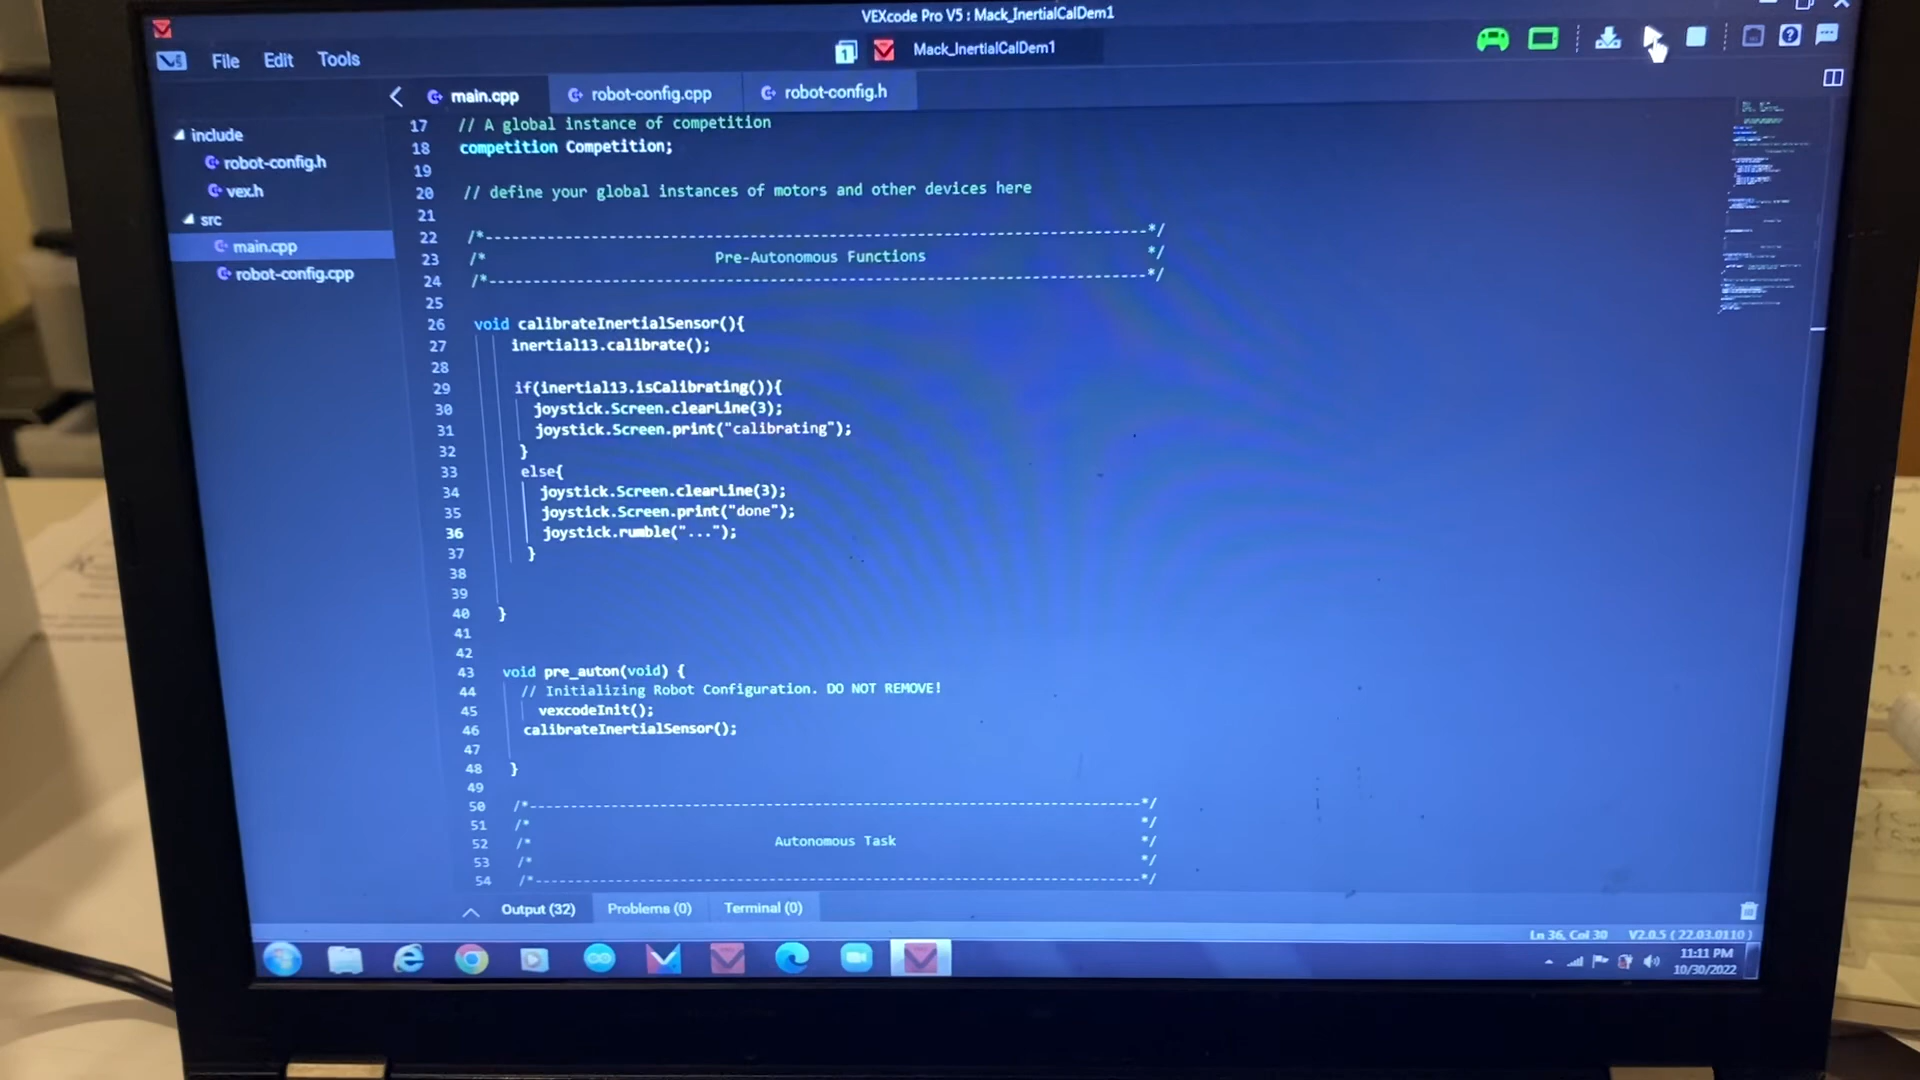 VEXcode Pro V5 : Mack_InertialCalDem1
File Edit Tools
1 Mack_InertialCalDem1
main.cpp robot-config.cpp robot-config.h
include
robot-config.h
vex.h
src
main.cpp
robot-config.cpp
17 // A global instance of competition
18 competition Competition;
19
20 // define your global instances of motors and other devices here
21
22 /*---------------------------------------------------------------------------*/
23 /* Pre-Autonomous Functions */
24 /*---------------------------------------------------------------------------*/
25
26 void calibrateInertialSensor(){
27 inertial13.calibrate();
28
29 if(inertial13.isCalibrating()){
30 joystick.Screen.clearLine(3);
31 joystick.Screen.print("calibrating");
32 }
33 else{
34 joystick.Screen.clearLine(3);
35 joystick.Screen.print("done");
36 joystick.rumble("...");
37 }
38
39
40 }
41
42
43 void pre_auton(void) {
44 // Initializing Robot Configuration. DO NOT REMOVE!
45 vexcodeInit();
46 calibrateInertialSensor();
47
48 }
49
50 /*---------------------------------------------------------------------------*/
51 /* */
52 /* Autonomous Task */
53 /* */
54 /*---------------------------------------------------------------------------*/
Output (32) Problems (0) Terminal (0)
Ln 36, Col 30 V2.0.5 ( 22.03.0110 )
11:11 PM
10/30/2022